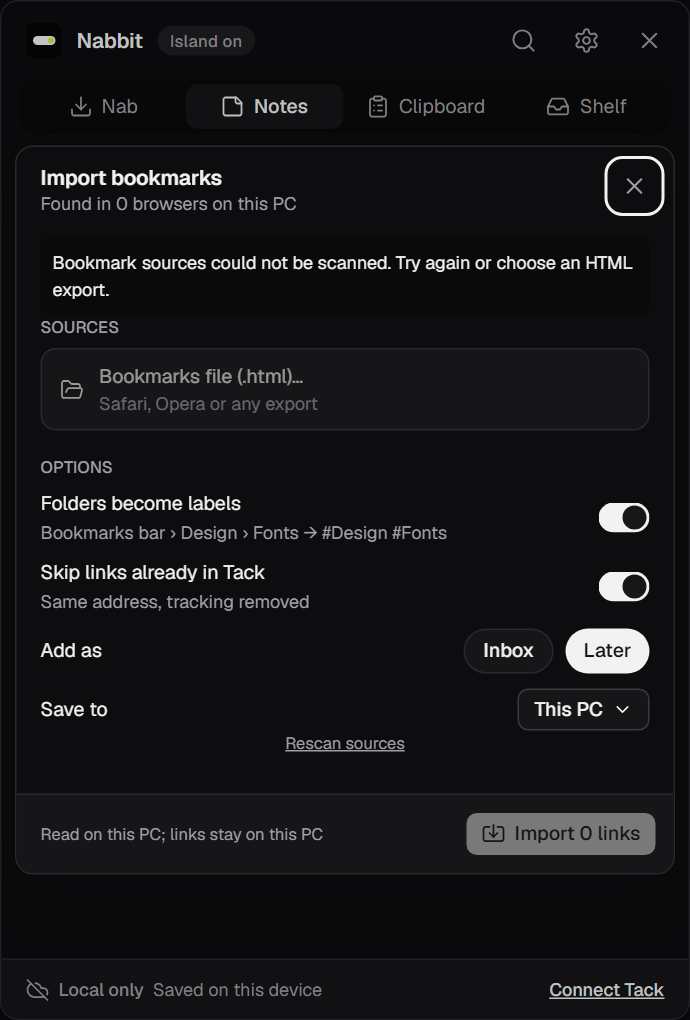 Nabbit
Island on
Nab
Notes
Clipboard
Shelf
Import bookmarks
Found in 0 browsers on this PC
Bookmark sources could not be scanned. Try again or choose an HTML
export.
SOURCES
Bookmarks file (.html)...
Safari, Opera or any export
OPTIONS
Folders become labels
Bookmarks bar › Design › Fonts → #Design #Fonts
Skip links already in Tack
Same address, tracking removed
Add as
Inbox
Later
Save to
This PC
Rescan sources
Read on this PC; links stay on this PC
Import 0 links
Local only Saved on this device
Connect Tack